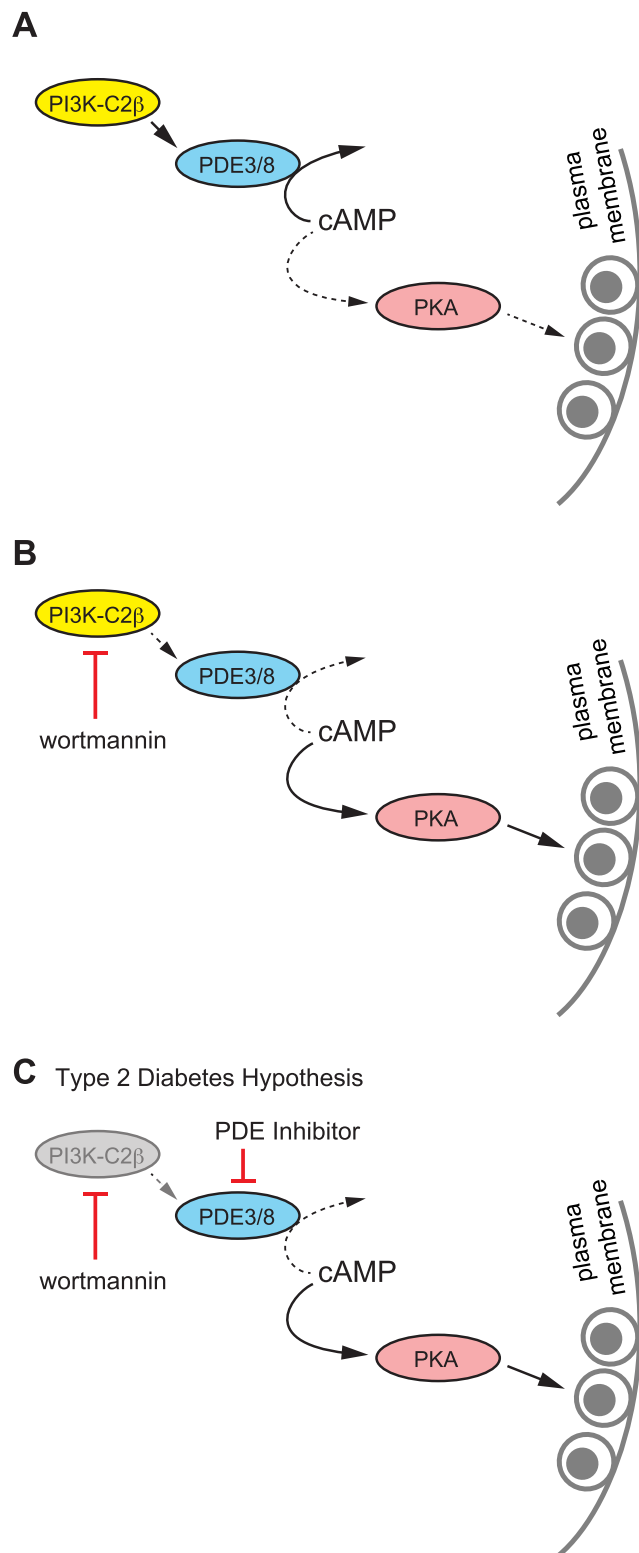 A
PI3K-C2β
PDE3/8
cAMP
PKA
plasma
membrane
B
PI3K-C2β
PDE3/8
wortmannin
cAMP
PKA
plasma
membrane
C Type 2 Diabetes Hypothesis
PDE Inhibitor
PI3K-C2β
PDE3/8
wortmannin
cAMP
PKA
plasma
membrane